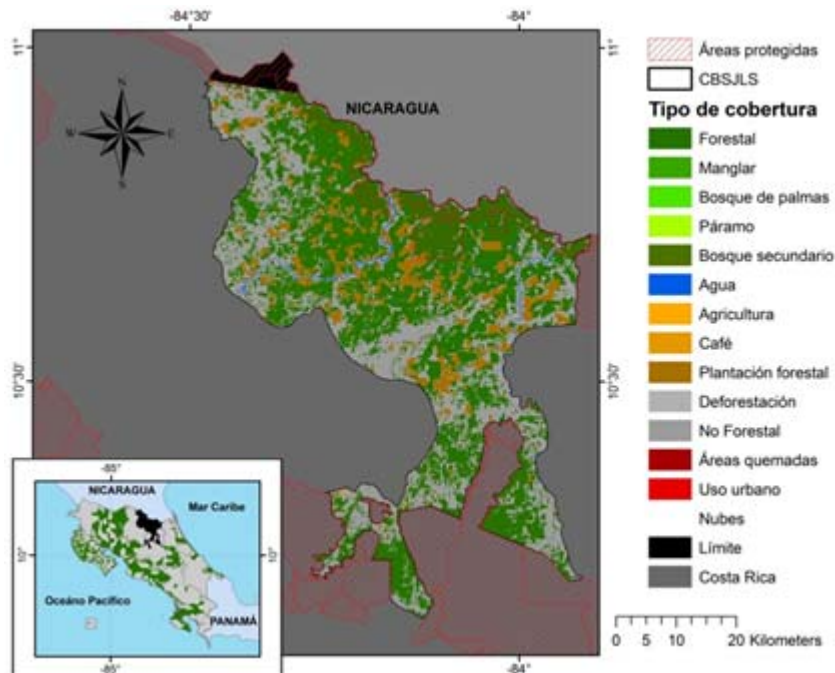 -84°30'
-84°
11°
11°
N
W
E
S
NICARAGUA
10°30'
10°30'
-84°
Áreas protegidas
CBSJLS
Tipo de cobertura
Forestal
Manglar
Bosque de palmas
Páramo
Bosque secundario
Agua
Agricultura
Café
Plantación forestal
Deforestación
No Forestal
Áreas quemadas
Uso urbano
Nubes
Límite
Costa Rica
0 5 10 20 Kilometers
-85°
NICARAGUA
Mar Caribe
10°
10°
Océano Pacífico
PANAMÁ
-85°